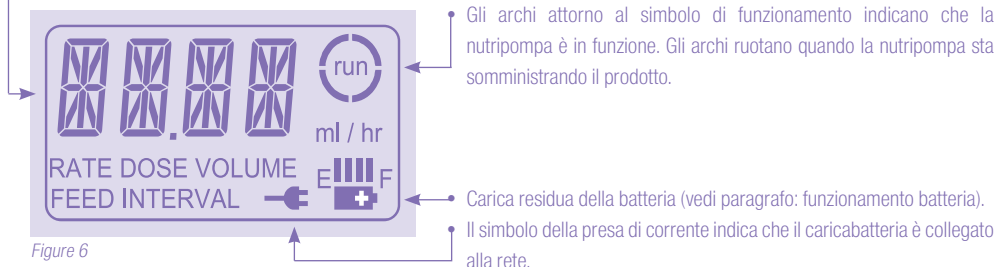 • Gli archi attorno al simbolo di funzionamento indicano che la
nutripompa è in funzione. Gli archi ruotano quando la nutripompa sta
somministrando il prodotto.
run
ml / hr
RATE DOSE VOLUME
FEED INTERVAL
E F
• Carica residua della batteria (vedi paragrafo: funzionamento batteria).
• Il simbolo della presa di corrente indica che il caricabatteria è collegato
alla rete.
Figure 6